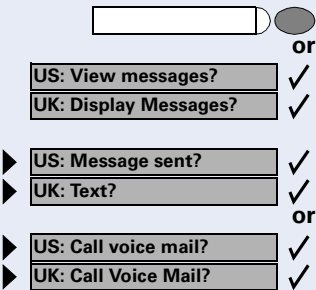 or
US: View messages?
UK: Display Messages?
US: Message sent?
UK: Text?
or
US: Call voice mail?
UK: Call Voice Mail?